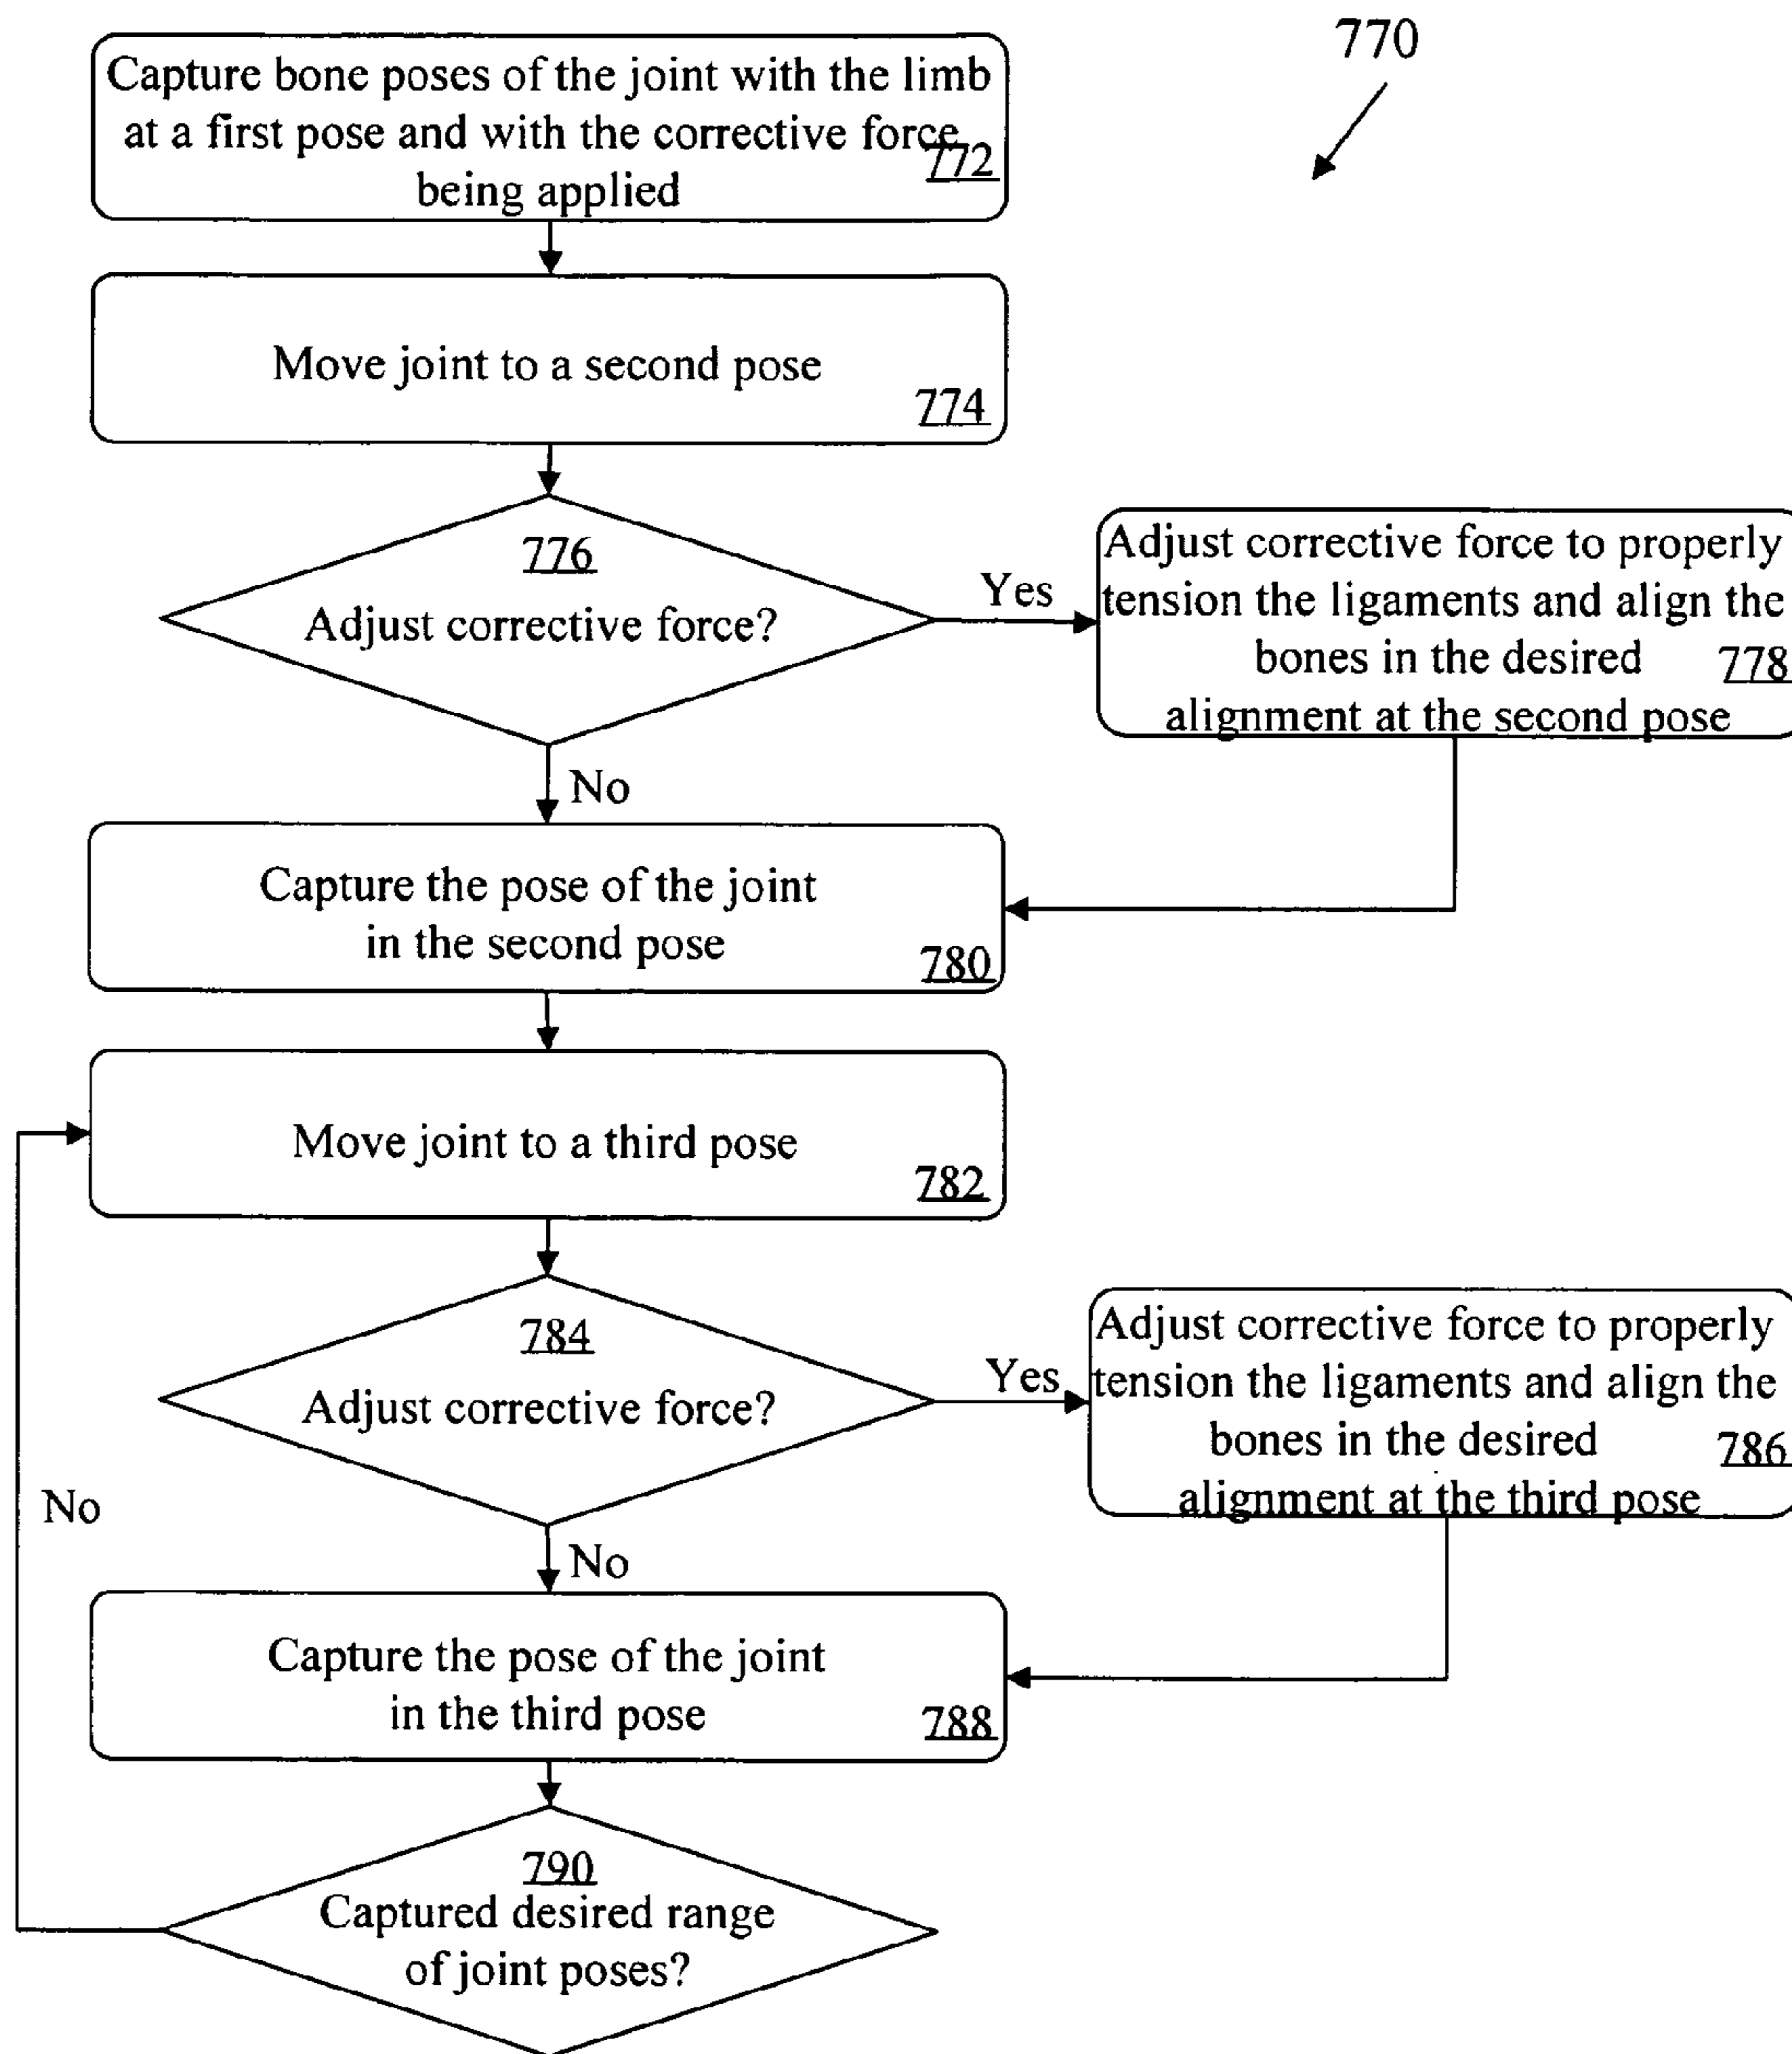 770
Capture bone poses of the joint with the limb
at a first pose and with the corrective force
772
being applied
Move joint to a second pose
774
776
Adjust corrective force?
Yes
Adjust corrective force to properly
tension the ligaments and align the
bones in the desired
778
alignment at the second pose
No
Capture the pose of the joint
in the second pose
780
Move joint to a third pose
782
784
Adjust corrective force?
Yes
Adjust corrective force to properly
tension the ligaments and align the
bones in the desired
786
alignment at the third pose
No
No
Capture the pose of the joint
in the third pose
788
790
Captured desired range
of joint poses?